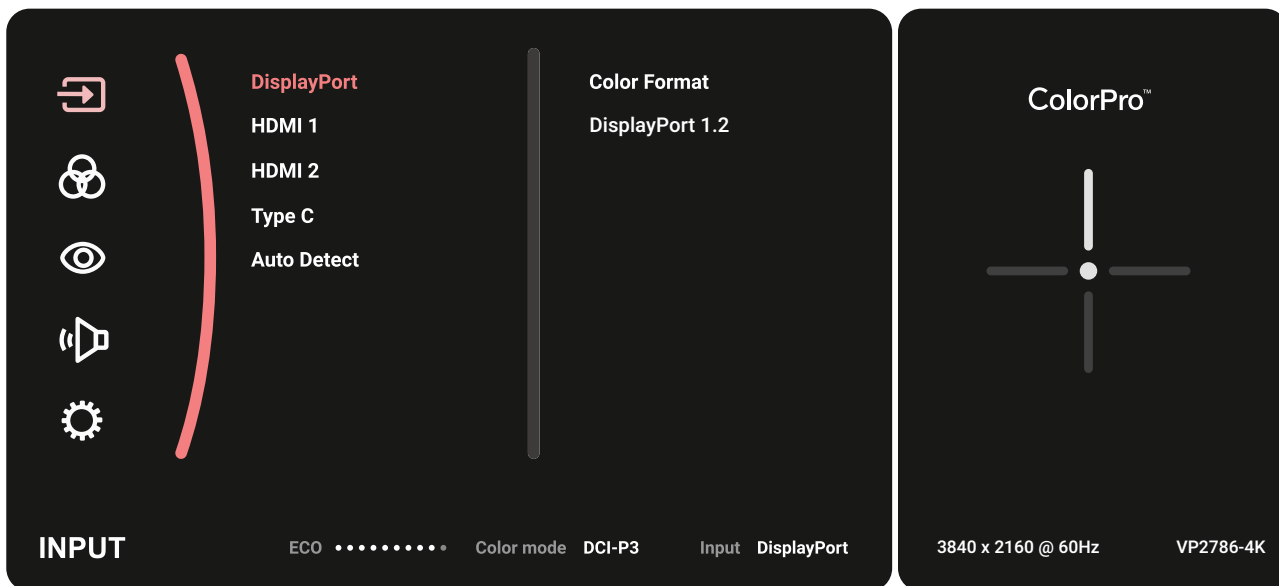 DisplayPort
HDMI 1
HDMI 2
Type C
Auto Detect
Color Format
DisplayPort 1.2
INPUT
ECO
Color mode DCI-P3
Input DisplayPort
ColorPro™
3840 x 2160 @ 60Hz
VP2786-4K